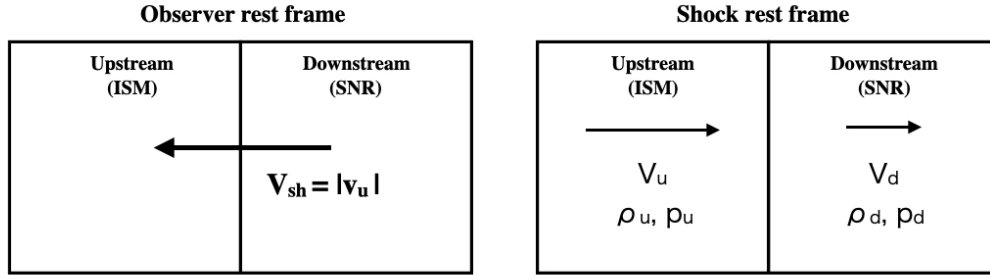 Observer rest frame
Upstream
(ISM)
Downstream
(SNR)
Vsh = |vu|
Shock rest frame
Upstream
(ISM)
Vu
ρu, pu
Downstream
(SNR)
Vd
ρd, pd